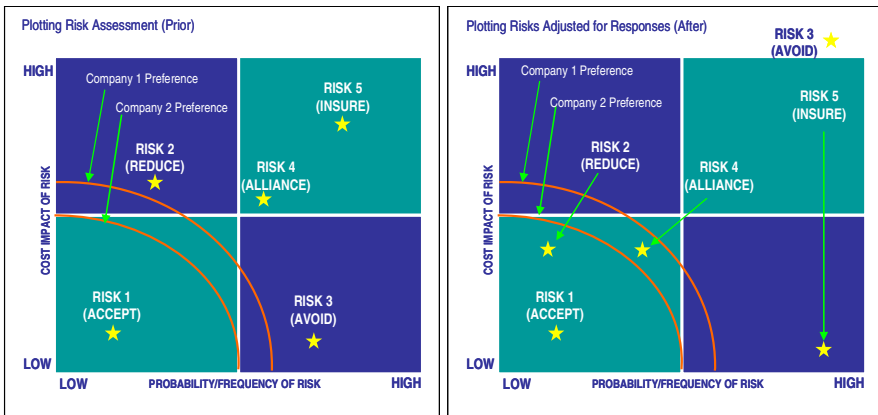 Plotting Risk Assessment (Prior)
HIGH
Company 1 Preference
Company 2 Preference
RISK 5
(INSURE)
RISK 2
(REDUCE)
RISK 4
(ALLIANCE)
COST IMPACT OF RISK
RISK 1
(ACCEPT)
RISK 3
(AVOID)
LOW
LOW
PROBABILITY/FREQUENCY OF RISK
HIGH
Plotting Risks Adjusted for Responses (After)
RISK 3
(AVOID)
HIGH
Company 1 Preference
Company 2 Preference
RISK 5
(INSURE)
RISK 2
(REDUCE)
RISK 4
(ALLIANCE)
COST IMPACT OF RISK
RISK 1
(ACCEPT)
LOW
LOW
PROBABILITY/FREQUENCY OF RISK
HIGH